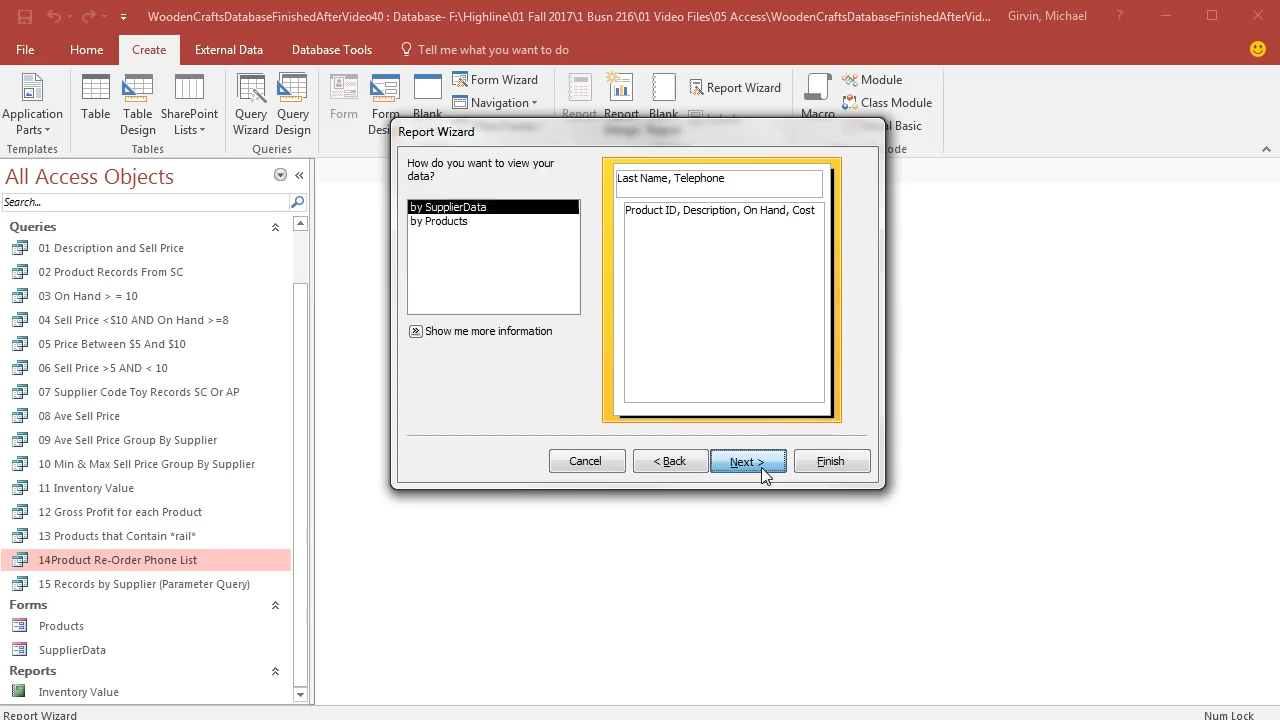 WoodenCraftsDatabaseFinishedAfterVideo40 : Database- F:\Highline\01 Fall 2017\1 Busn 216\01 Video Files\05 Access\WoodenCraftsDatabaseFinishedAfterVid... Girvin, Michael ?
File Home Create External Data Database Tools Tell me what you want to do
Application Parts Table Table Design SharePoint Lists Query Wizard Query Design Form Form Blank Form Wizard Navigation Report Report Blank Report Wizard Macro Module Class Module
Templates Tables Queries
Report Wizard
All Access Objects
Search...
Queries
01 Description and Sell Price
02 Product Records From SC
03 On Hand > = 10
04 Sell Price <$10 AND On Hand >=8
05 Price Between $5 And $10
06 Sell Price >5 AND < 10
07 Supplier Code Toy Records SC Or AP
08 Ave Sell Price
09 Ave Sell Price Group By Supplier
10 Min & Max Sell Price Group By Supplier
11 Inventory Value
12 Gross Profit for each Product
13 Products that Contain *rail*
14Product Re-Order Phone List
15 Records by Supplier (Parameter Query)
Forms
Products
SupplierData
Reports
Inventory Value
How do you want to view your
data?
by SupplierData
by Products
Show me more information
Last Name, Telephone
Product ID, Description, On Hand, Cost
Cancel < Back Next > Finish
Report Wizard Num Lock